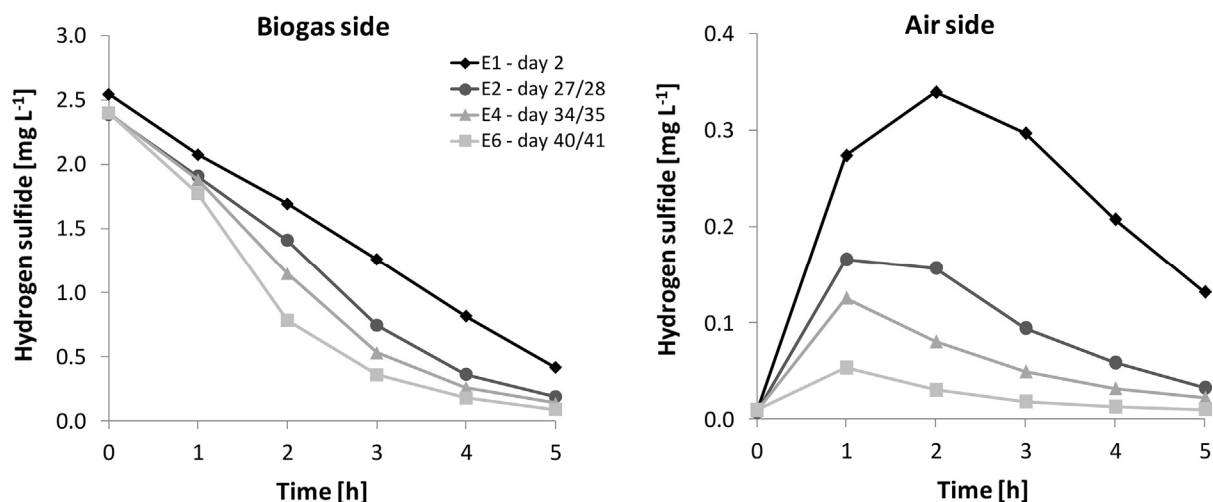 Biogas side
3.0
2.5
2.0
1.5
1.0
0.5
0.0
Hydrogen sulfide [mg L⁻¹]
E1 - day 2
E2 - day 27/28
E4 - day 34/35
E6 - day 40/41
0 1 2 3 4 5
Time [h]
Air side
0.4
0.3
0.2
0.1
0.0
Hydrogen sulfide [mg L⁻¹]
0 1 2 3 4 5
Time [h]